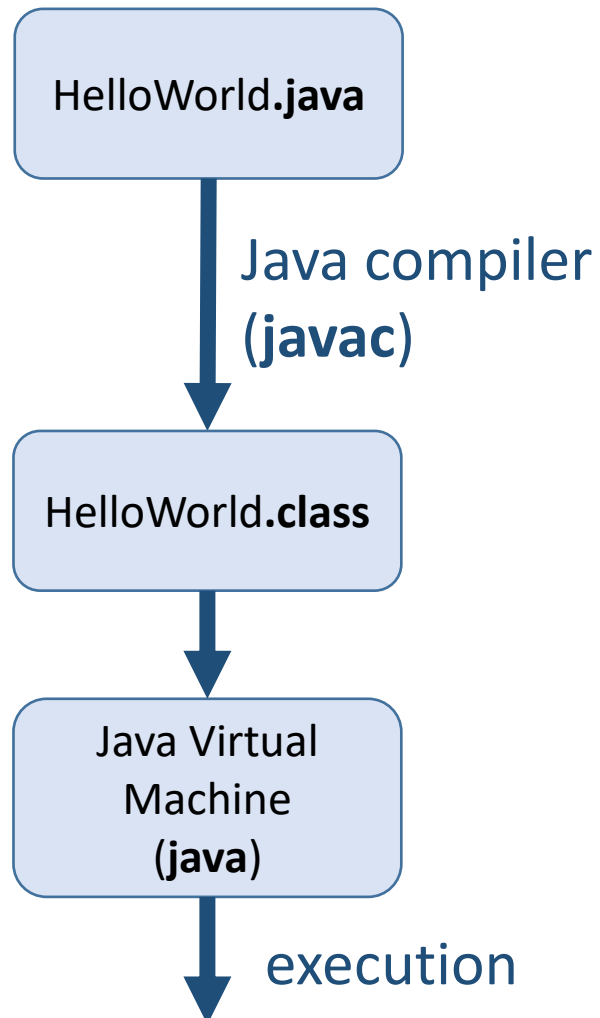 HelloWorld.java
Java compiler
(javac)
HelloWorld.class
Java Virtual
Machine
(java)
execution